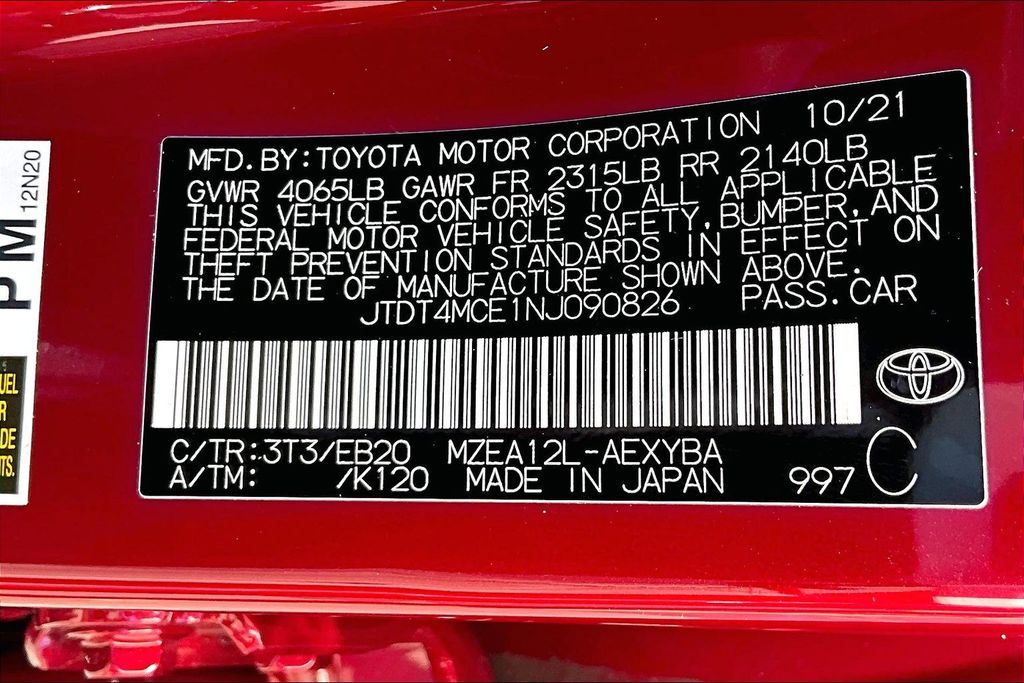 MFD.BY:TOYOTA MOTOR CORPORATION 10/21
GVWR 4065LB GAWR FR 2315LB RR 2140LB
THIS VEHICLE CONFORMS TO ALL APPLICABLE
FEDERAL MOTOR VEHICLE SAFETY,BUMPER,AND
THEFT PREVENTION STANDARDS IN EFFECT ON
THE DATE OF MANUFACTURE SHOWN ABOVE.
JTDT4MCE1NJ090826 PASS.CAR
C/TR:3T3/EB20 MZEA12L-AEXYBA
A/TM: /K120 MADE IN JAPAN 997 C
PM
12N20